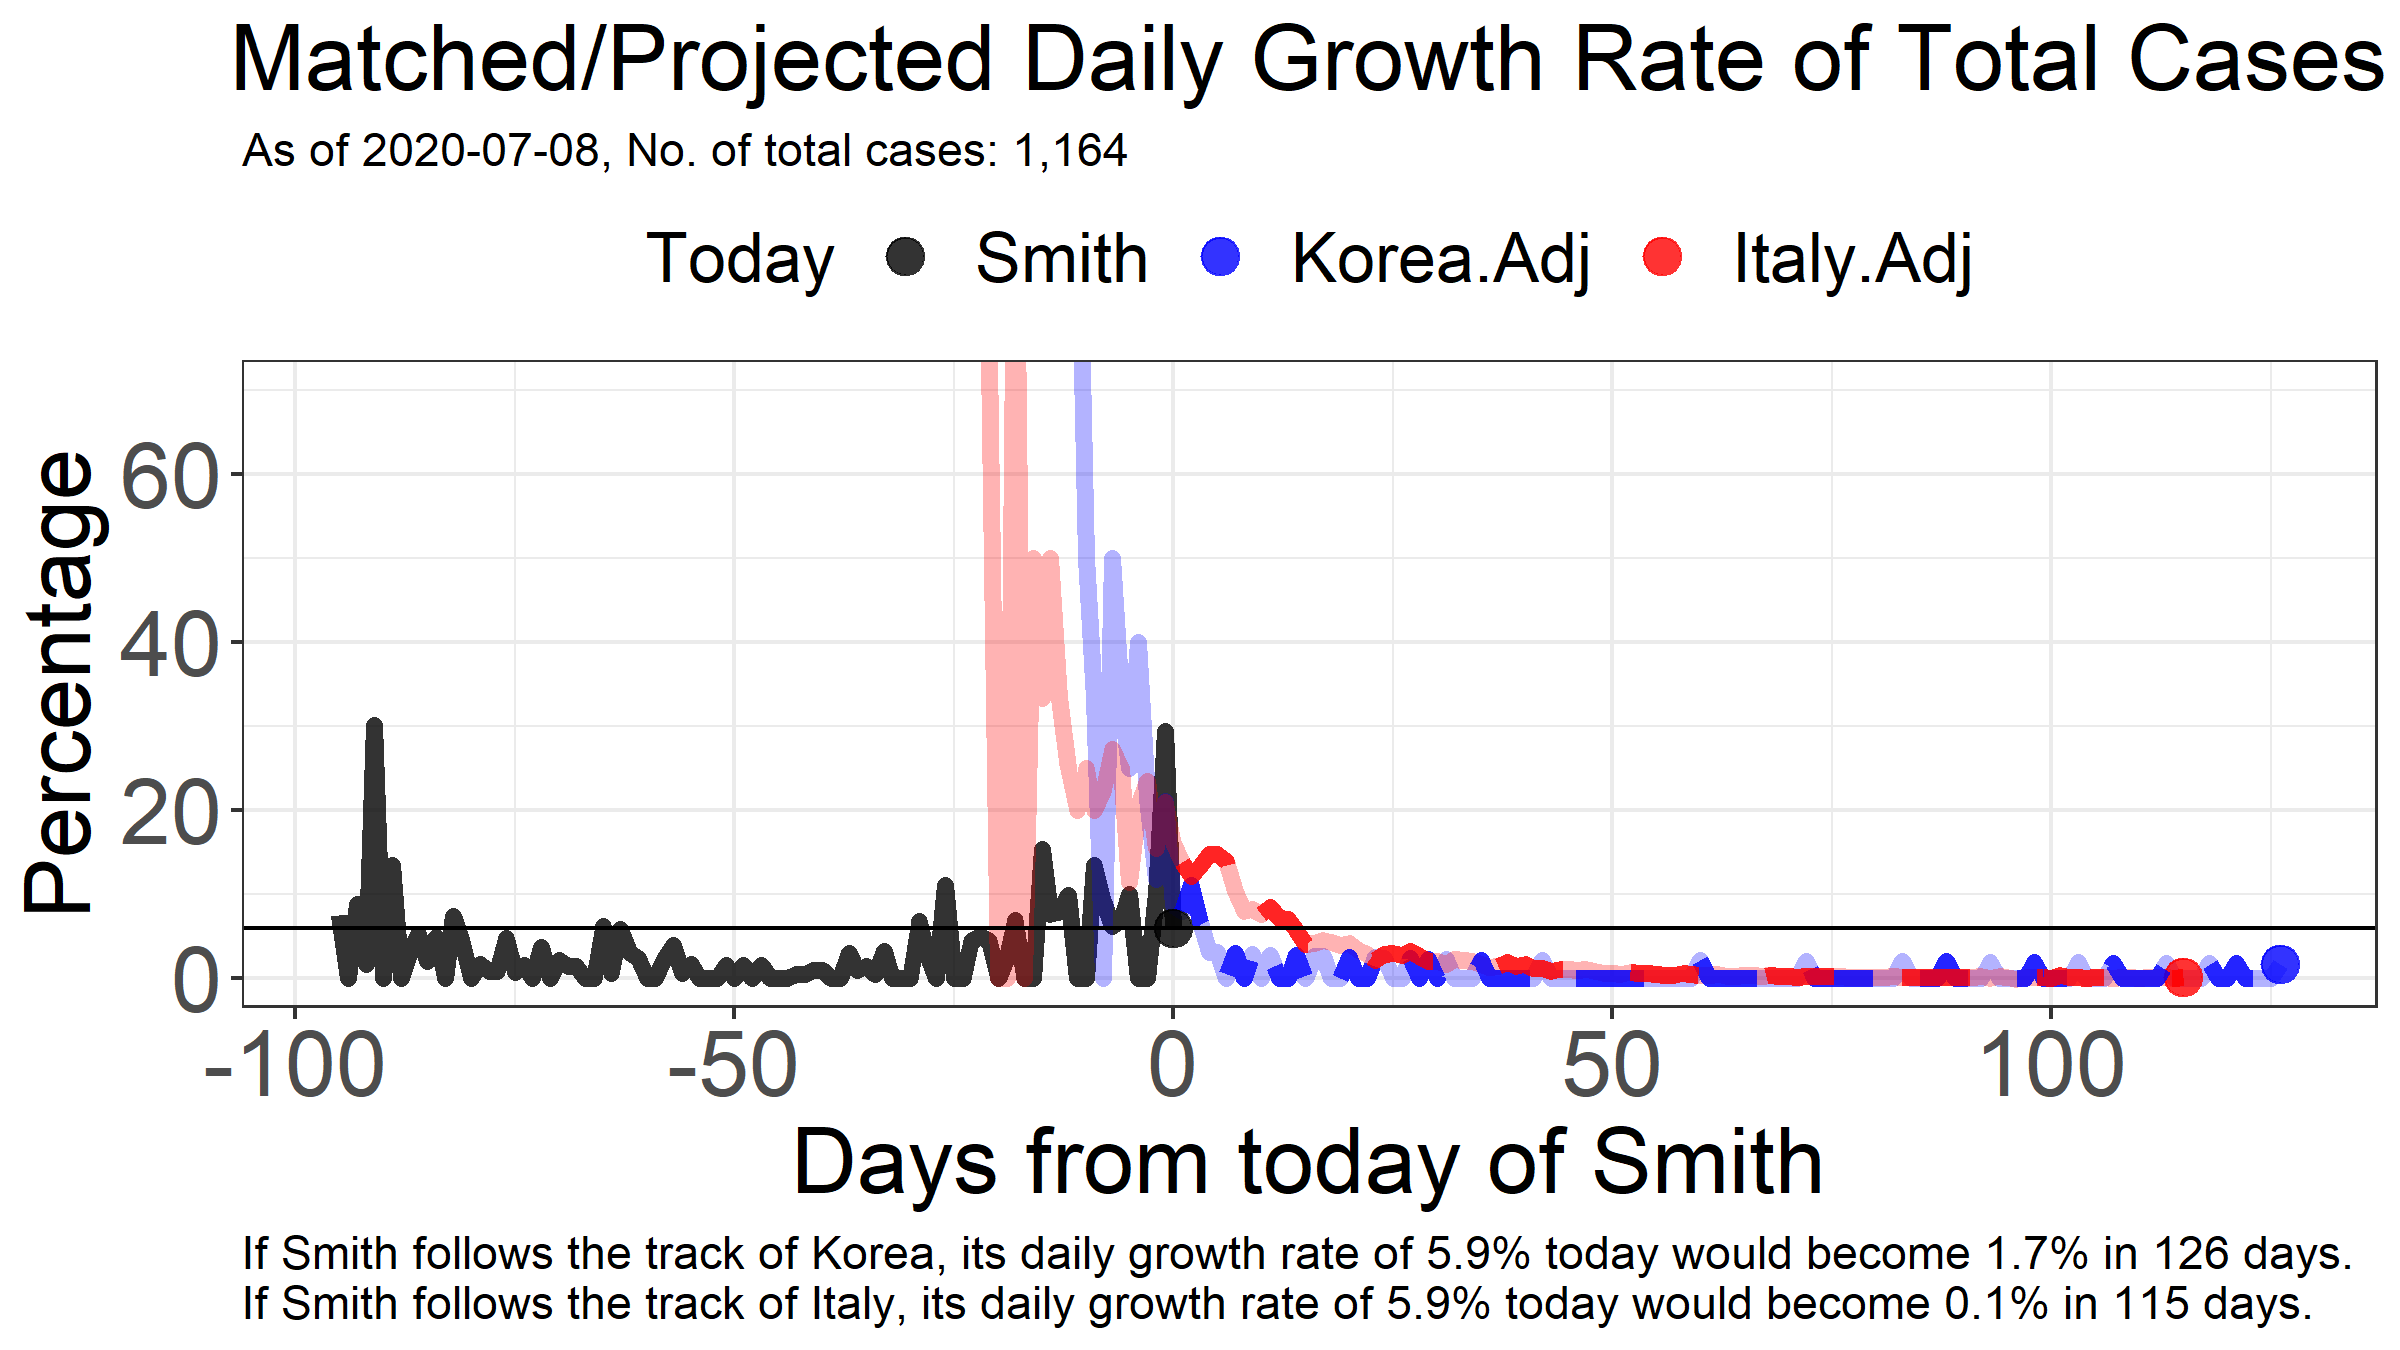 Matched/Projected Daily Growth Rate of Total Cases
As of 2020-07-08, No. of total cases: 1,164
Today Smith Korea.Adj Italy.Adj
Percentage
60
40
20
0
-100 -50 0 50 100
Days from today of Smith
If Smith follows the track of Korea, its daily growth rate of 5.9% today would become 1.7% in 126 days.
If Smith follows the track of Italy, its daily growth rate of 5.9% today would become 0.1% in 115 days.